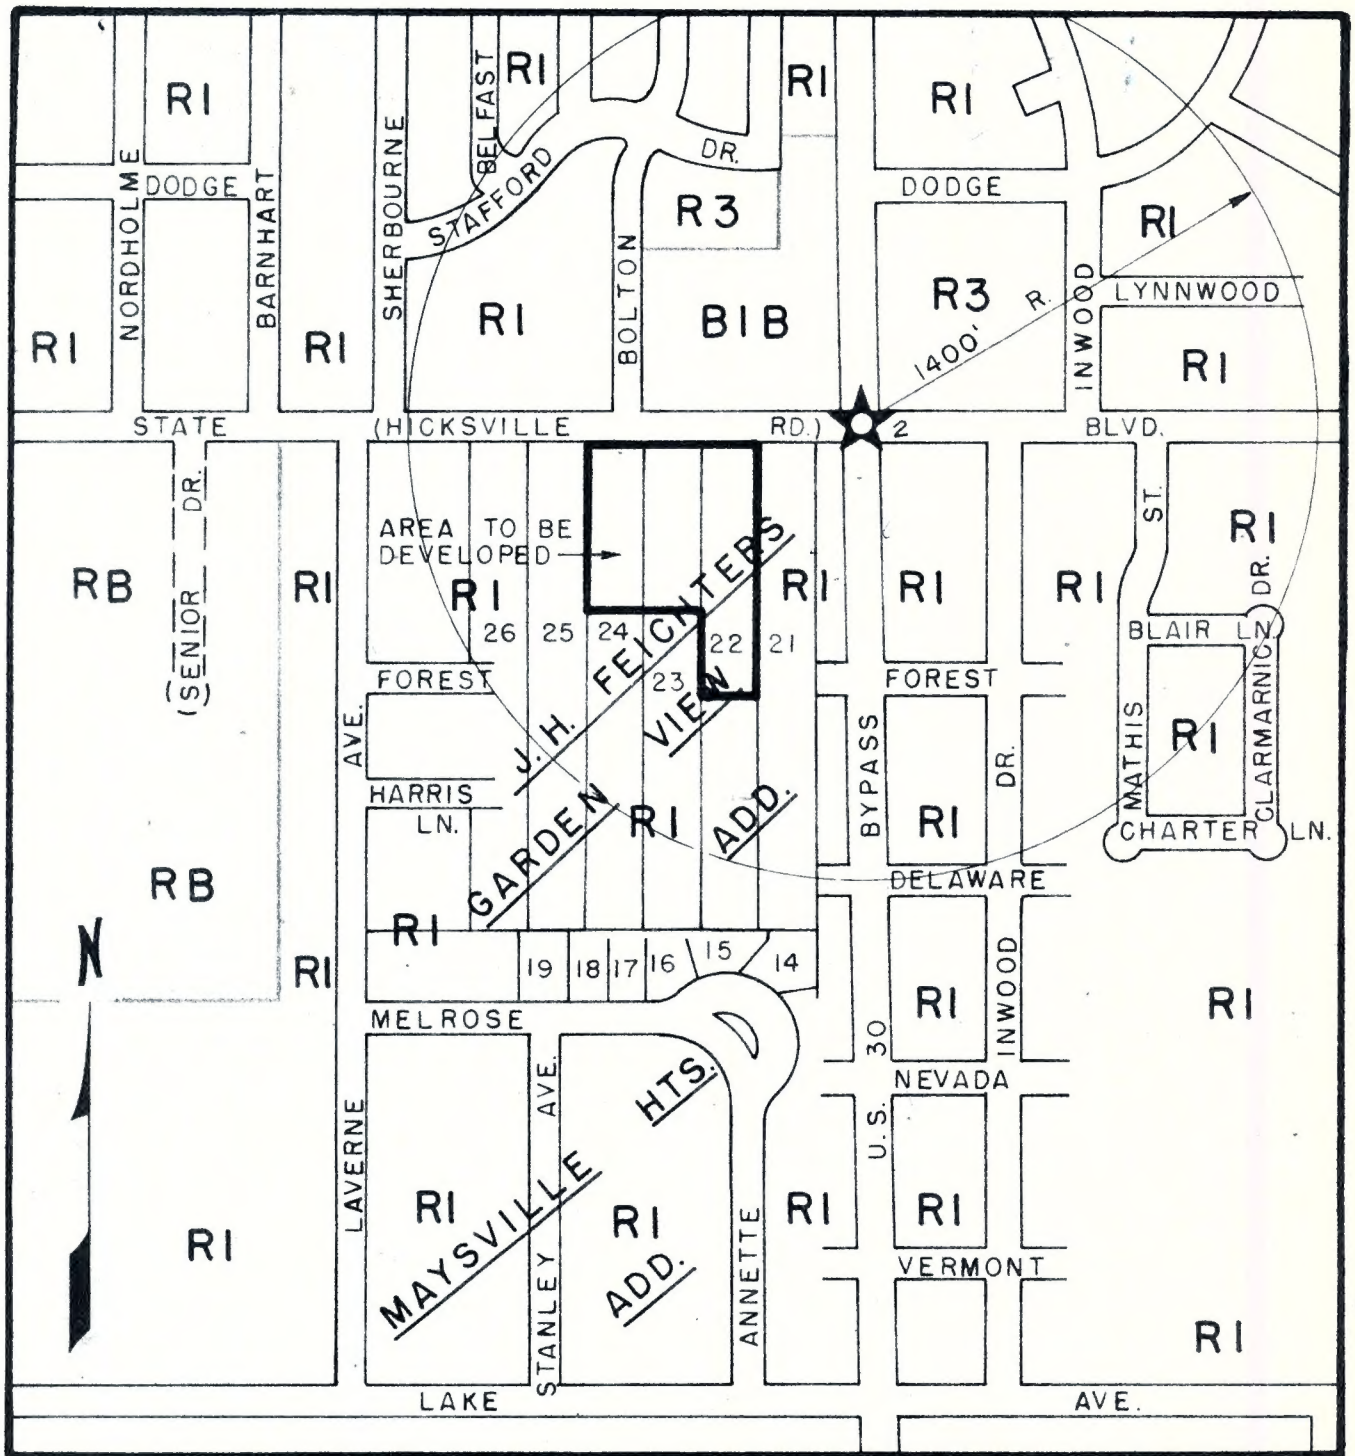 R1
BELFAST
R1
R1
R1
NORDHOLME
DODGE
BARNHART
SHERBOURNE
STAFFORD
DR.
DODGE
R3
R1
R1
R1
R1
BOLTON
B1B
R3
1400' R.
INWOOD
LYNNWOOD
R1
STATE (HICKSVILLE RD.) 2 BLVD.
(SENIOR DR.)
AREA TO BE
DEVELOPED
RB
R1
R1
R1
R1
R1
ST.
R1
26 25 24 23 22 21
J. H. FEICHTERS
GARDEN VIEW ADD.
FOREST
FOREST
BLAIR LN.
CLARMARNIC DR.
MATHIS
R1
AVE.
HARRIS
LN.
BYPASS
DR.
R1
R1
CHARTER LN.
DELAWARE
RB
R1
N
R1
19 18 17 16 15 14
MELROSE
R1
INWOOD
R1
U.S. 30
NEVADA
LAVERNE
MAYSVILLE HTS.
ADD.
STANLEY AVE.
ANNETTE
R1
R1
R1
R1
R1
VERMONT
R1
LAKE AVE.